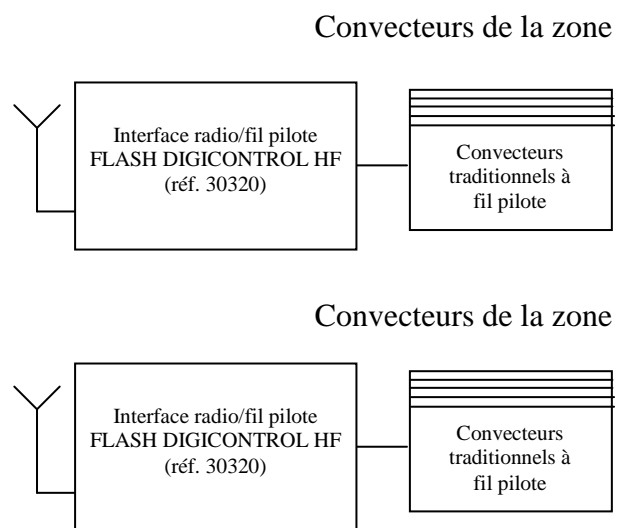 Convecteurs de la zone
Interface radio/fil pilote
FLASH DIGICONTROL HF
(réf. 30320)
Convecteurs
traditionnels à
fil pilote
Convecteurs de la zone
Interface radio/fil pilote
FLASH DIGICONTROL HF
(réf. 30320)
Convecteurs
traditionnels à
fil pilote